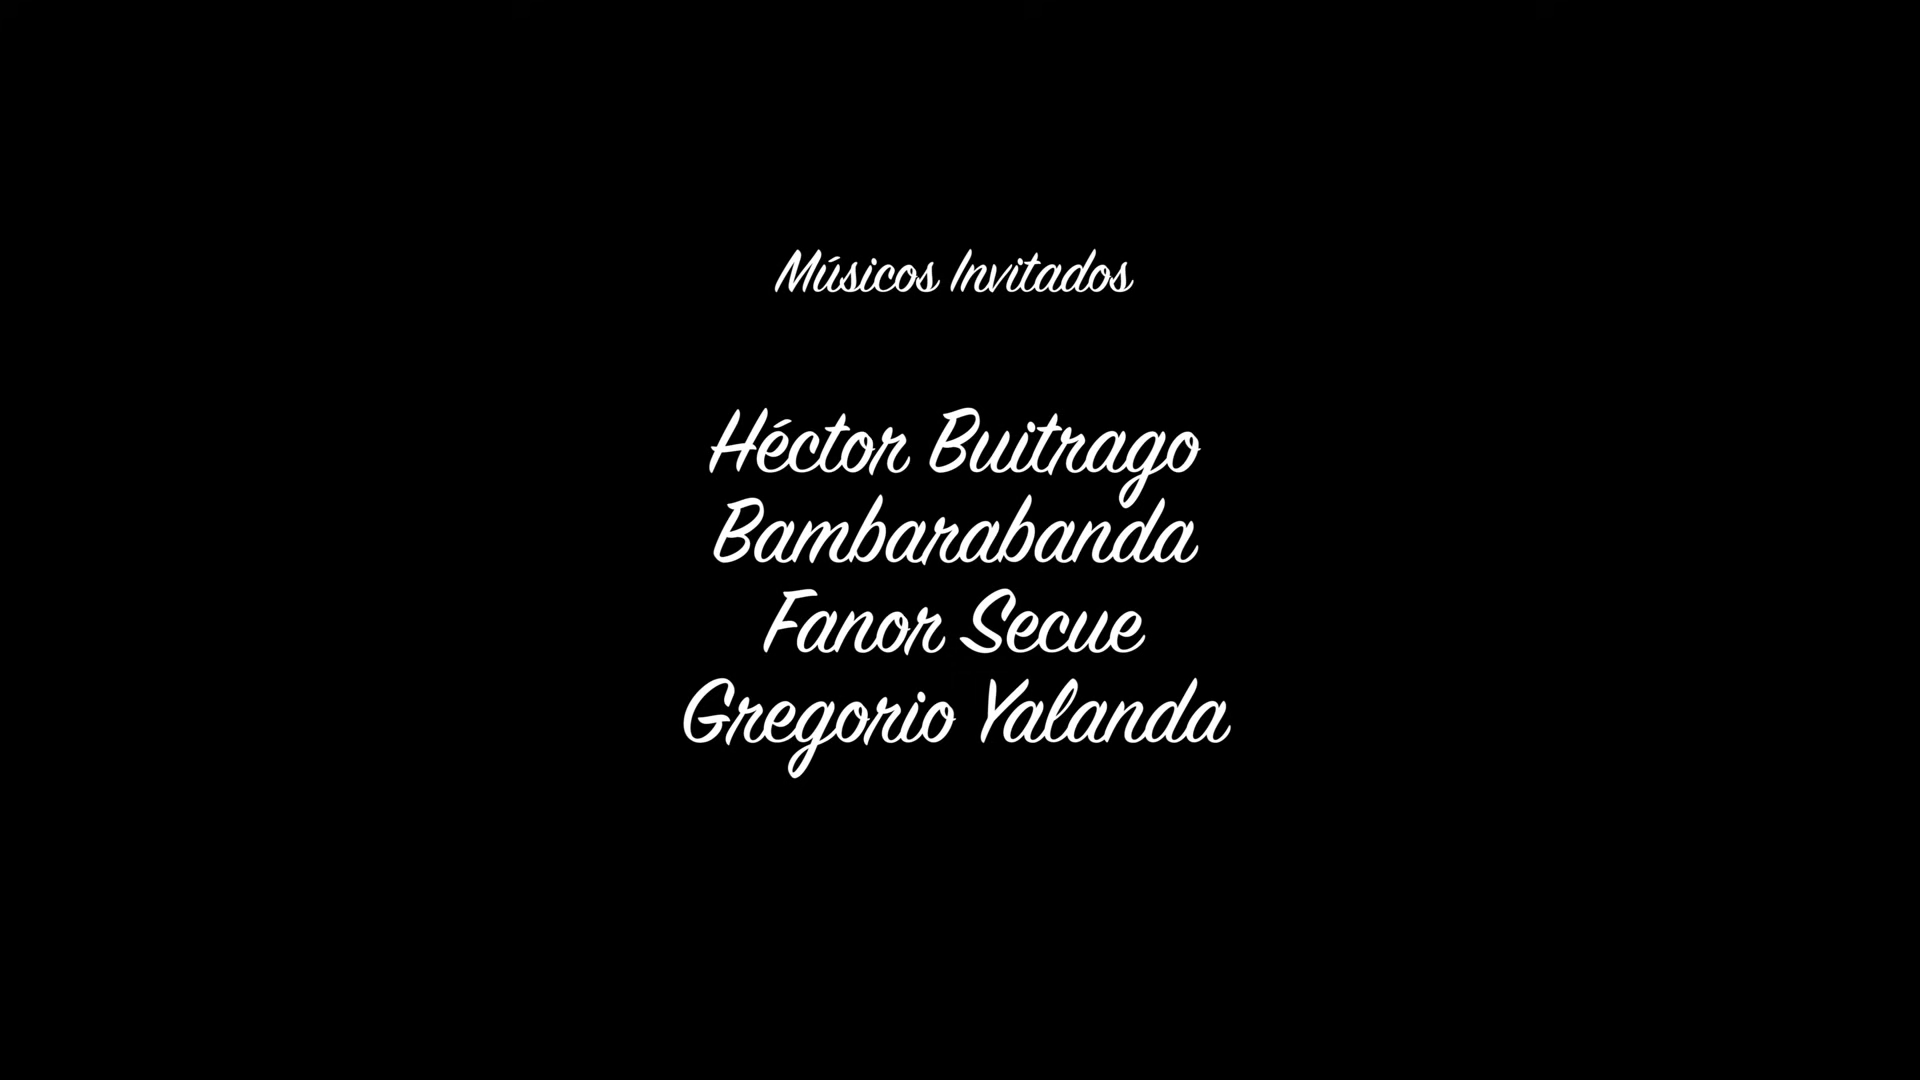 Músicos Invitados
Héctor Buitrago
Bambarabanda
Fanor Secue
Gregorio Yalanda